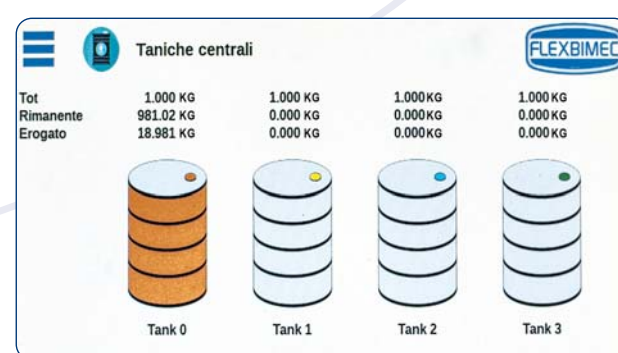 Taniche centrali
FLEXBIMEC
Tot 1.000 KG 1.000 KG 1.000 KG 1.000 KG
Rimanente 981.02 KG 0.000 KG 0.000 KG 0.000 KG
Erogato 18.981 KG 0.000 KG 0.000 KG 0.000 KG
Tank 0 Tank 1 Tank 2 Tank 3